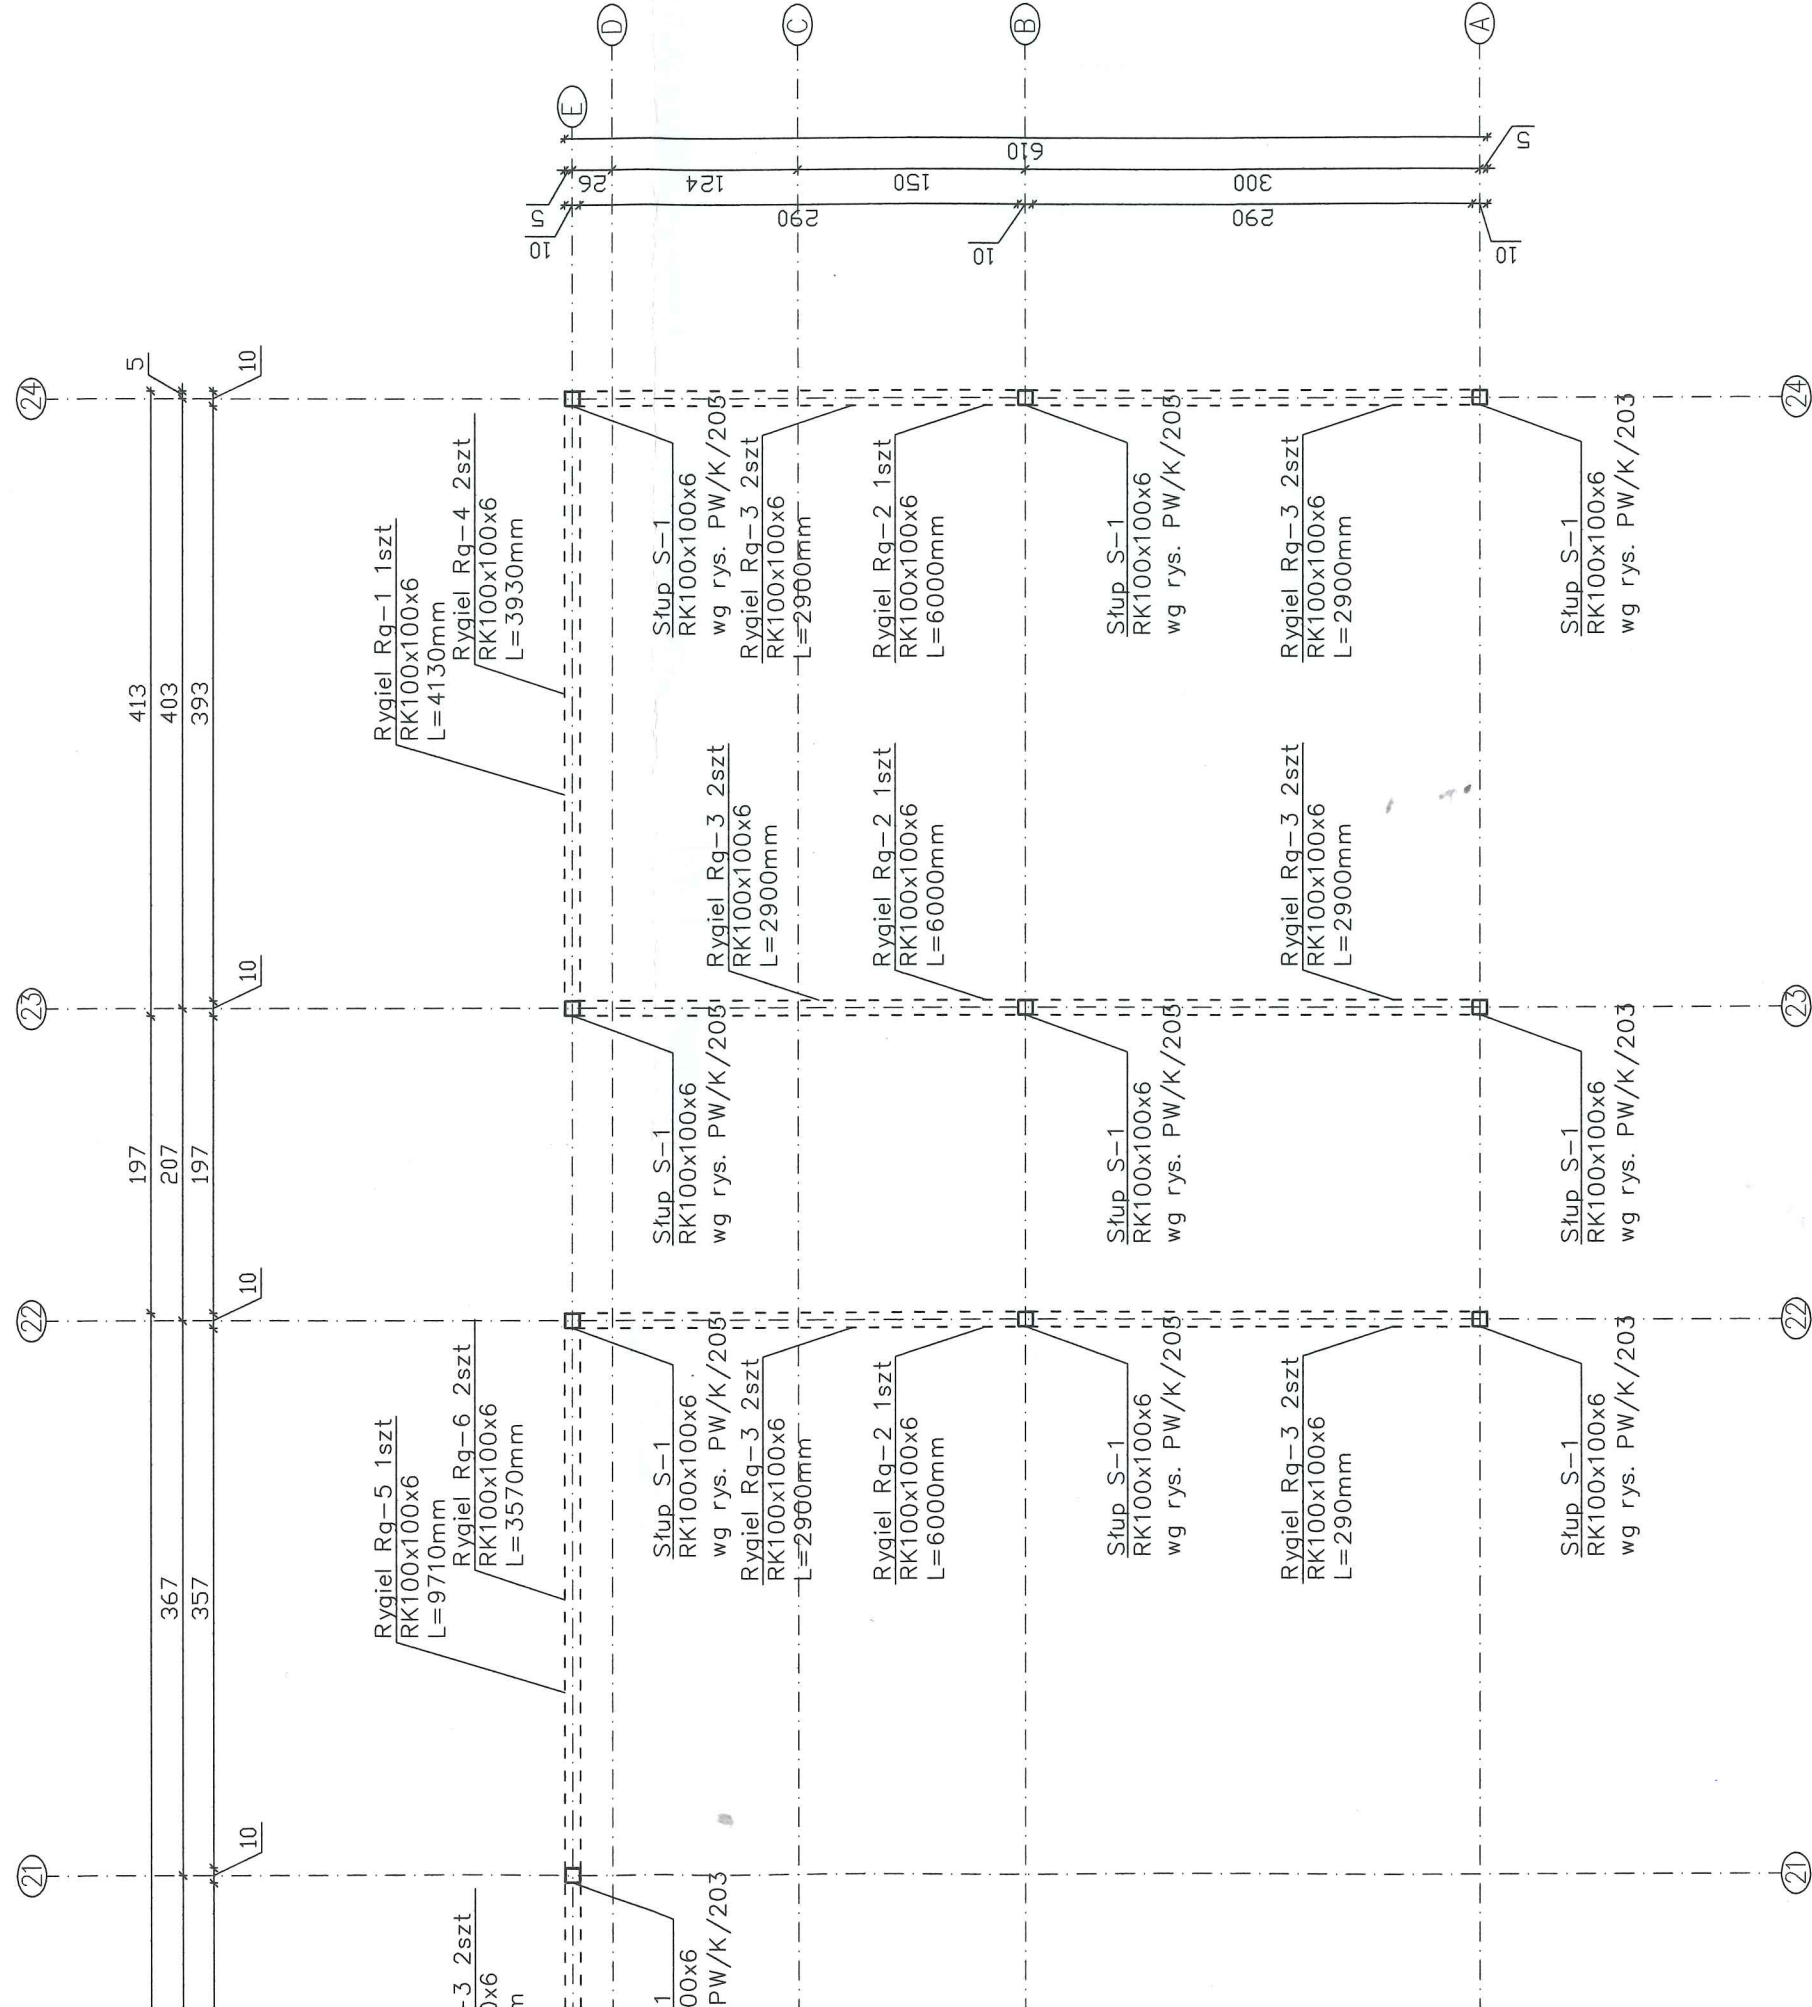 D
C
B
A
E
610
5
26
124
150
300
5
10
290
10
290
10
24
5
10
413
403
393
Rygiel Rg-1 1szt
RK100x100x6
L=4130mm
Rygiel Rg-4 2szt
RK100x100x6
L=3930mm
Słup S-1
RK100x100x6
wg rys. PW/K/203
Rygiel Rg-3 2szt
RK100x100x6
L=2900mm
Rygiel Rg-2 1szt
RK100x100x6
L=6000mm
Słup S-1
RK100x100x6
wg rys. PW/K/203
Rygiel Rg-3 2szt
RK100x100x6
L=2900mm
Słup S-1
RK100x100x6
wg rys. PW/K/203
24
23
10
Rygiel Rg-3 2szt
RK100x100x6
L=2900mm
Rygiel Rg-2 1szt
RK100x100x6
L=6000mm
Rygiel Rg-3 2szt
RK100x100x6
L=2900mm
23
197
207
197
Słup S-1
RK100x100x6
wg rys. PW/K/203
Słup S-1
RK100x100x6
wg rys. PW/K/203
Słup S-1
RK100x100x6
wg rys. PW/K/203
22
10
367
357
Rygiel Rg-5 1szt
RK100x100x6
L=9710mm
Rygiel Rg-6 2szt
RK100x100x6
L=3570mm
Słup S-1
RK100x100x6
wg rys. PW/K/203
Rygiel Rg-3 2szt
RK100x100x6
L=2900mm
Rygiel Rg-2 1szt
RK100x100x6
L=6000mm
Słup S-1
RK100x100x6
wg rys. PW/K/203
Rygiel Rg-3 2szt
RK100x100x6
L=290mm
Słup S-1
RK100x100x6
wg rys. PW/K/203
22
21
10
-3 2szt
0x6
m
1
00x6
PW/K/203
21